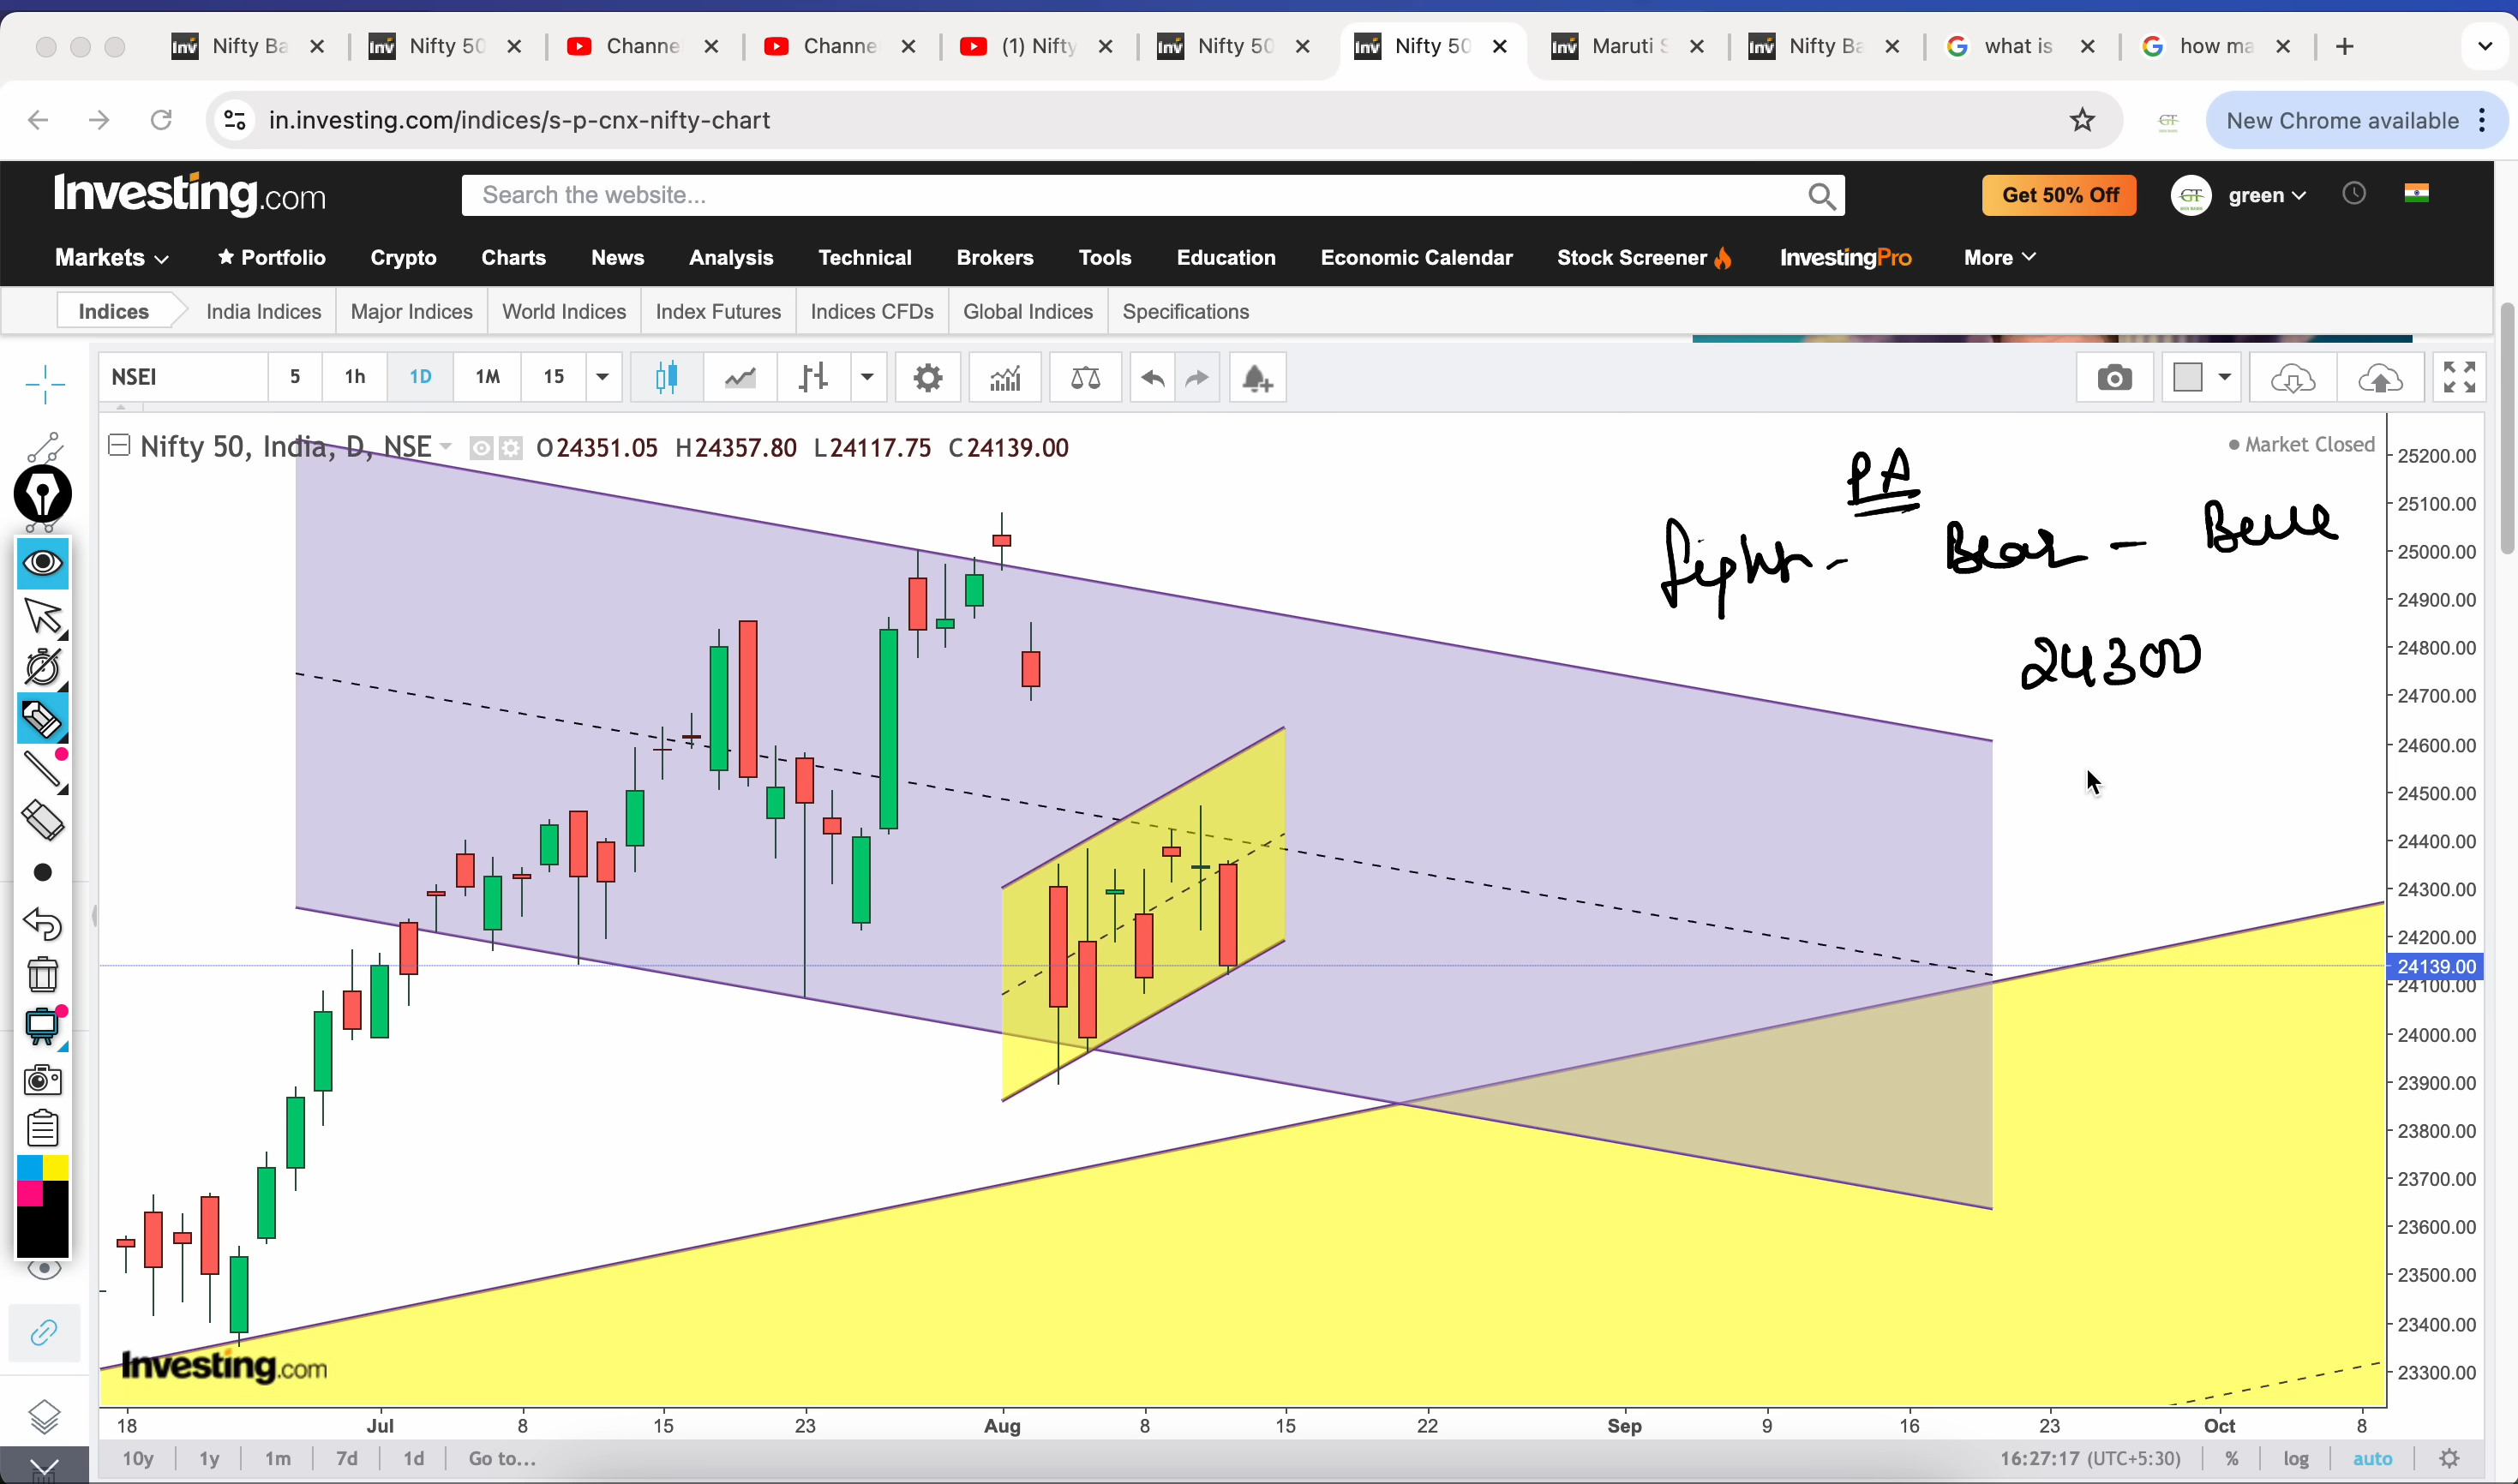 Nifty Ba Nifty 50 Channe Channe (1) Nifty Nifty 50 Nifty 50 Maruti S Nifty Ba what is how ma
in.investing.com/indices/s-p-cnx-nifty-chart New Chrome available
Investing.com Search the website... Get 50% Off green
Markets Portfolio Crypto Charts News Analysis Technical Brokers Tools Education Economic Calendar Stock Screener InvestingPro More
Indices India Indices Major Indices World Indices Index Futures Indices CFDs Global Indices Specifications
NSEI 5 1h 1D 1M 15
Nifty 50, India, D, NSE O24351.05 H24357.80 L24117.75 C24139.00 Market Closed
PA
fight - Bear - Bull
24300
25200.00
25100.00
25000.00
24900.00
24800.00
24700.00
24600.00
24500.00
24400.00
24300.00
24200.00
24139.00
24100.00
24000.00
23900.00
23800.00
23700.00
23600.00
23500.00
23400.00
23300.00
Investing.com
18 Jul 8 15 23 Aug 8 15 22 Sep 9 16 23 Oct 8
10y 1y 1m 7d 1d Go to... 16:27:17 (UTC+5:30) % log auto